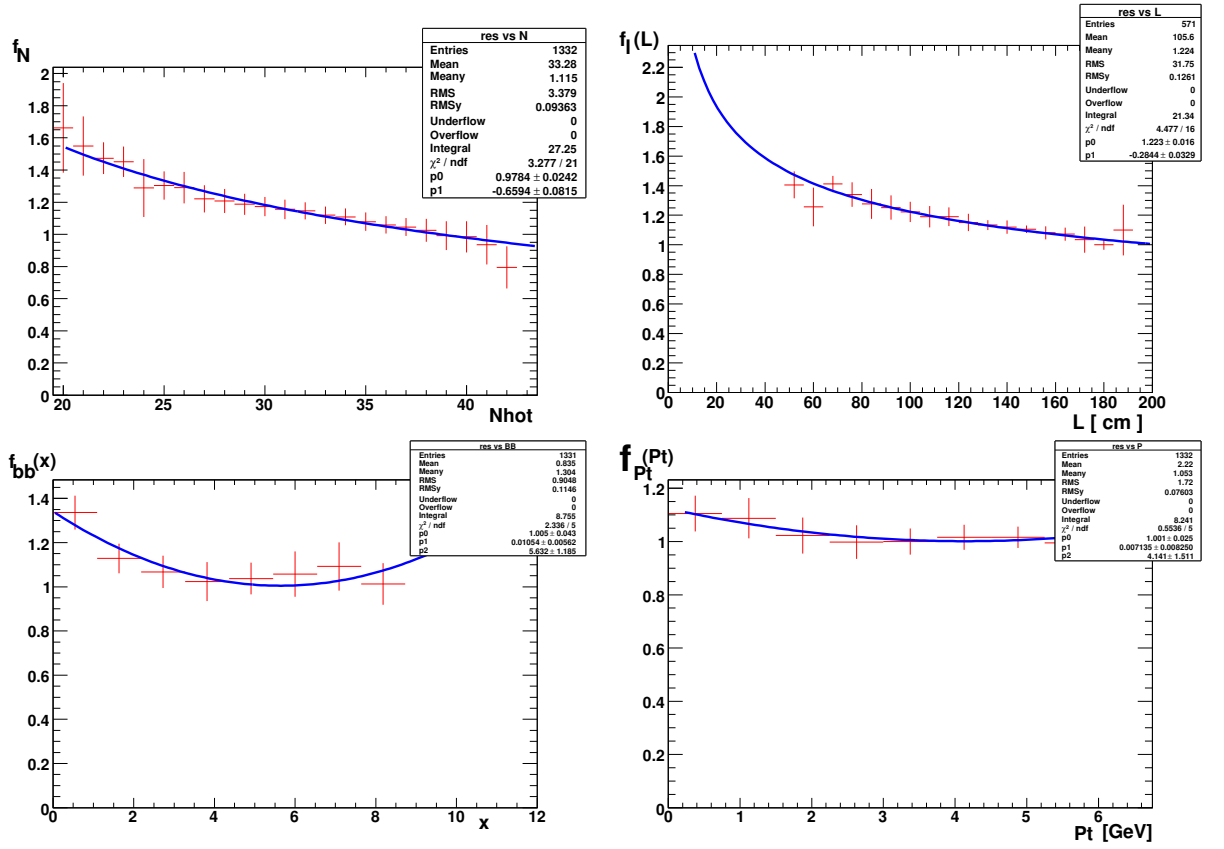 f_N
res vs N
Entries 1332
Mean 33.28
Meany 1.115
RMS 3.379
RMSy 0.09363
Underflow 0
Overflow 0
Integral 27.25
χ² / ndf 3.277 / 21
p0 0.9784 ± 0.0242
p1 -0.6594 ± 0.0815
2
1.8
1.6
1.4
1.2
1
0.8
0.6
0.4
0.2
0
20 25 30 35 40
Nhot
f_l(L)
res vs L
Entries 571
Mean 105.6
Meany 1.224
RMS 31.75
RMSy 0.1261
Underflow 0
Overflow 0
Integral 21.34
χ² / ndf 4.477 / 16
p0 1.223 ± 0.016
p1 -0.2844 ± 0.0329
2.2
2
1.8
1.6
1.4
1.2
1
0.8
0.6
0.4
0.2
0
0 20 40 60 80 100 120 140 160 180 200
L [ cm ]
f_bb(x)
res vs BB
Entries 1331
Mean 0.835
Meany 1.304
RMS 0.9048
RMSy 0.1146
Underflow 0
Overflow 0
Integral 8.755
χ² / ndf 2.336 / 5
p0 1.005 ± 0.043
p1 0.01054 ± 0.00562
p2 5.632 ± 1.185
1.4
1.2
1
0.8
0.6
0.4
0.2
0
0 2 4 6 8 10 12
x
f_Pt(Pt)
res vs P
Entries 1332
Mean 2.22
Meany 1.053
RMS 1.72
RMSy 0.07603
Underflow 0
Overflow 0
Integral 8.241
χ² / ndf 0.5536 / 5
p0 1.001 ± 0.025
p1 0.007135 ± 0.008250
p2 4.141 ± 1.511
1.2
1
0.8
0.6
0.4
0.2
0
0 1 2 3 4 5 6
Pt [GeV]